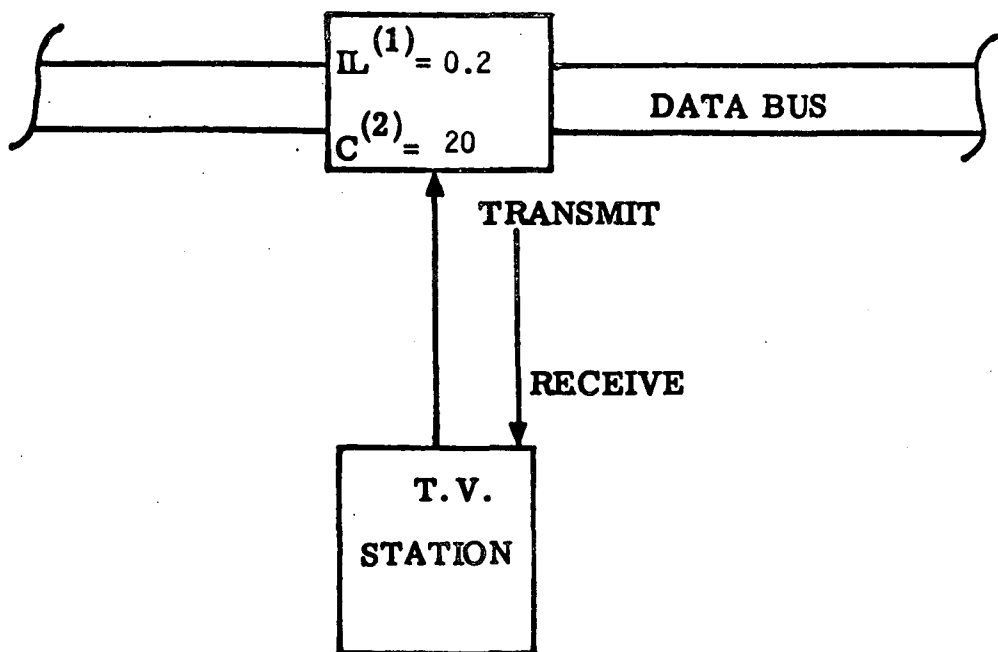 IL(1) = 0.2
C(2) = 20
DATA BUS
TRANSMIT
RECEIVE
T.V.
STATION